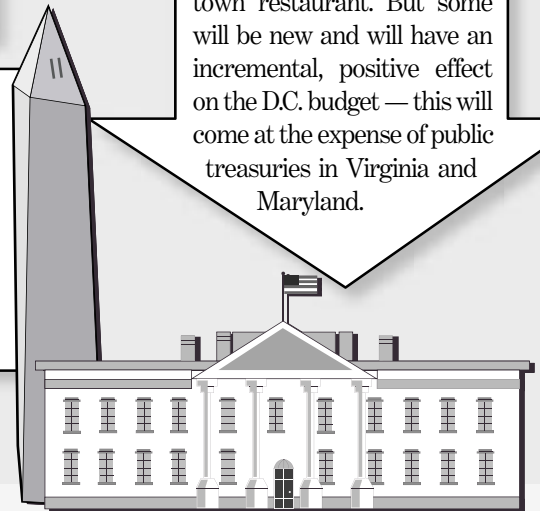 town restaurant. But some
will be new and will have an
incremental, positive effect
on the D.C. budget — this will
come at the expense of public
treasuries in Virginia and
Maryland.